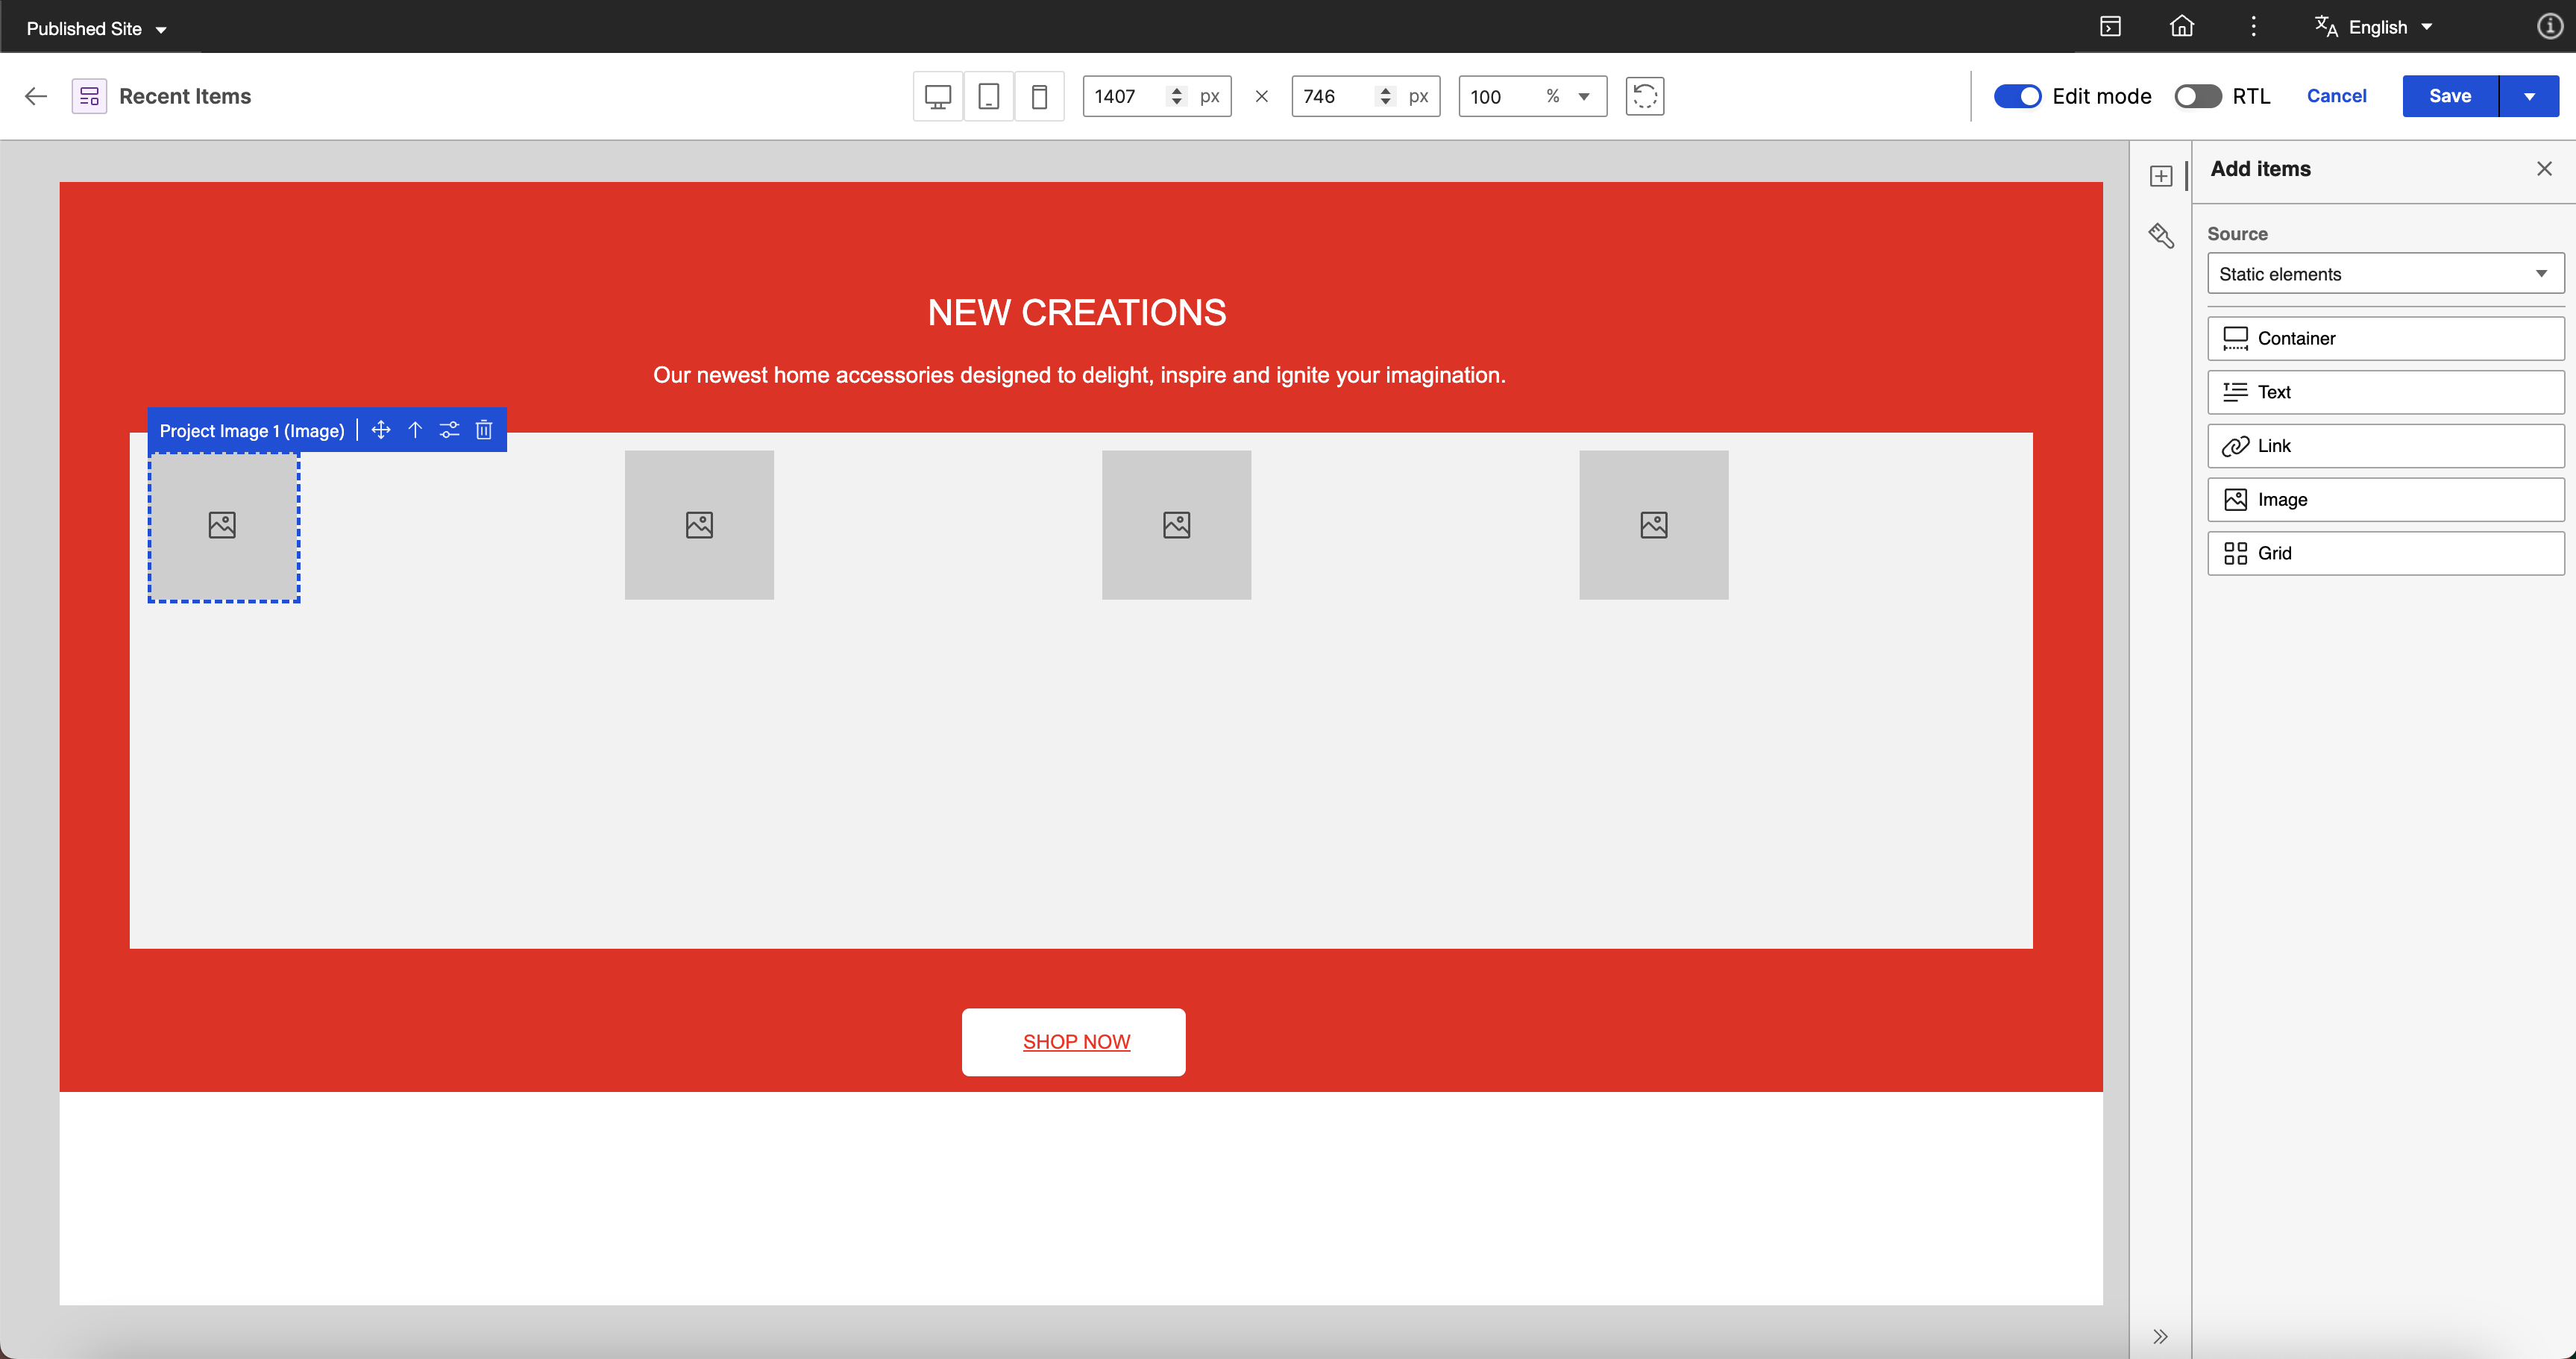 Published Site
English
Recent Items
1407 px × 746 px 100 %
Edit mode
RTL
Cancel
Save
Add items
Source
Static elements
Container
Text
Link
Image
Grid
NEW CREATIONS
Our newest home accessories designed to delight, inspire and ignite your imagination.
Project Image 1 (Image)
SHOP NOW